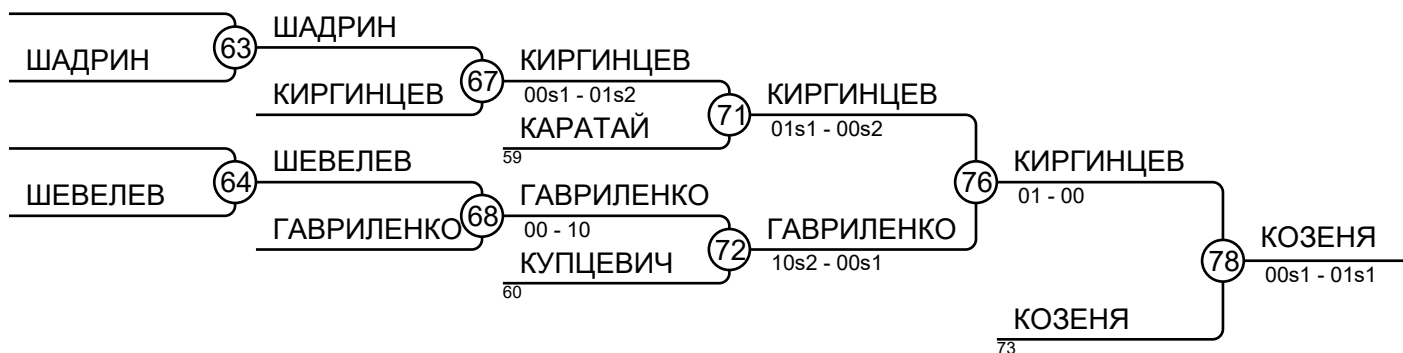 ШАДРИН
63
ШАДРИН
КИРГИНЦЕВ
67
КИРГИНЦЕВ
00s1 - 01s2
КАРАТАЙ
59
71
КИРГИНЦЕВ
01s1 - 00s2
ШЕВЕЛЕВ
64
ШЕВЕЛЕВ
ГАВРИЛЕНКО
68
ГАВРИЛЕНКО
00 - 10
КУПЦЕВИЧ
60
72
ГАВРИЛЕНКО
10s2 - 00s1
76
КИРГИНЦЕВ
01 - 00
КОЗЕНЯ
73
78
КОЗЕНЯ
00s1 - 01s1